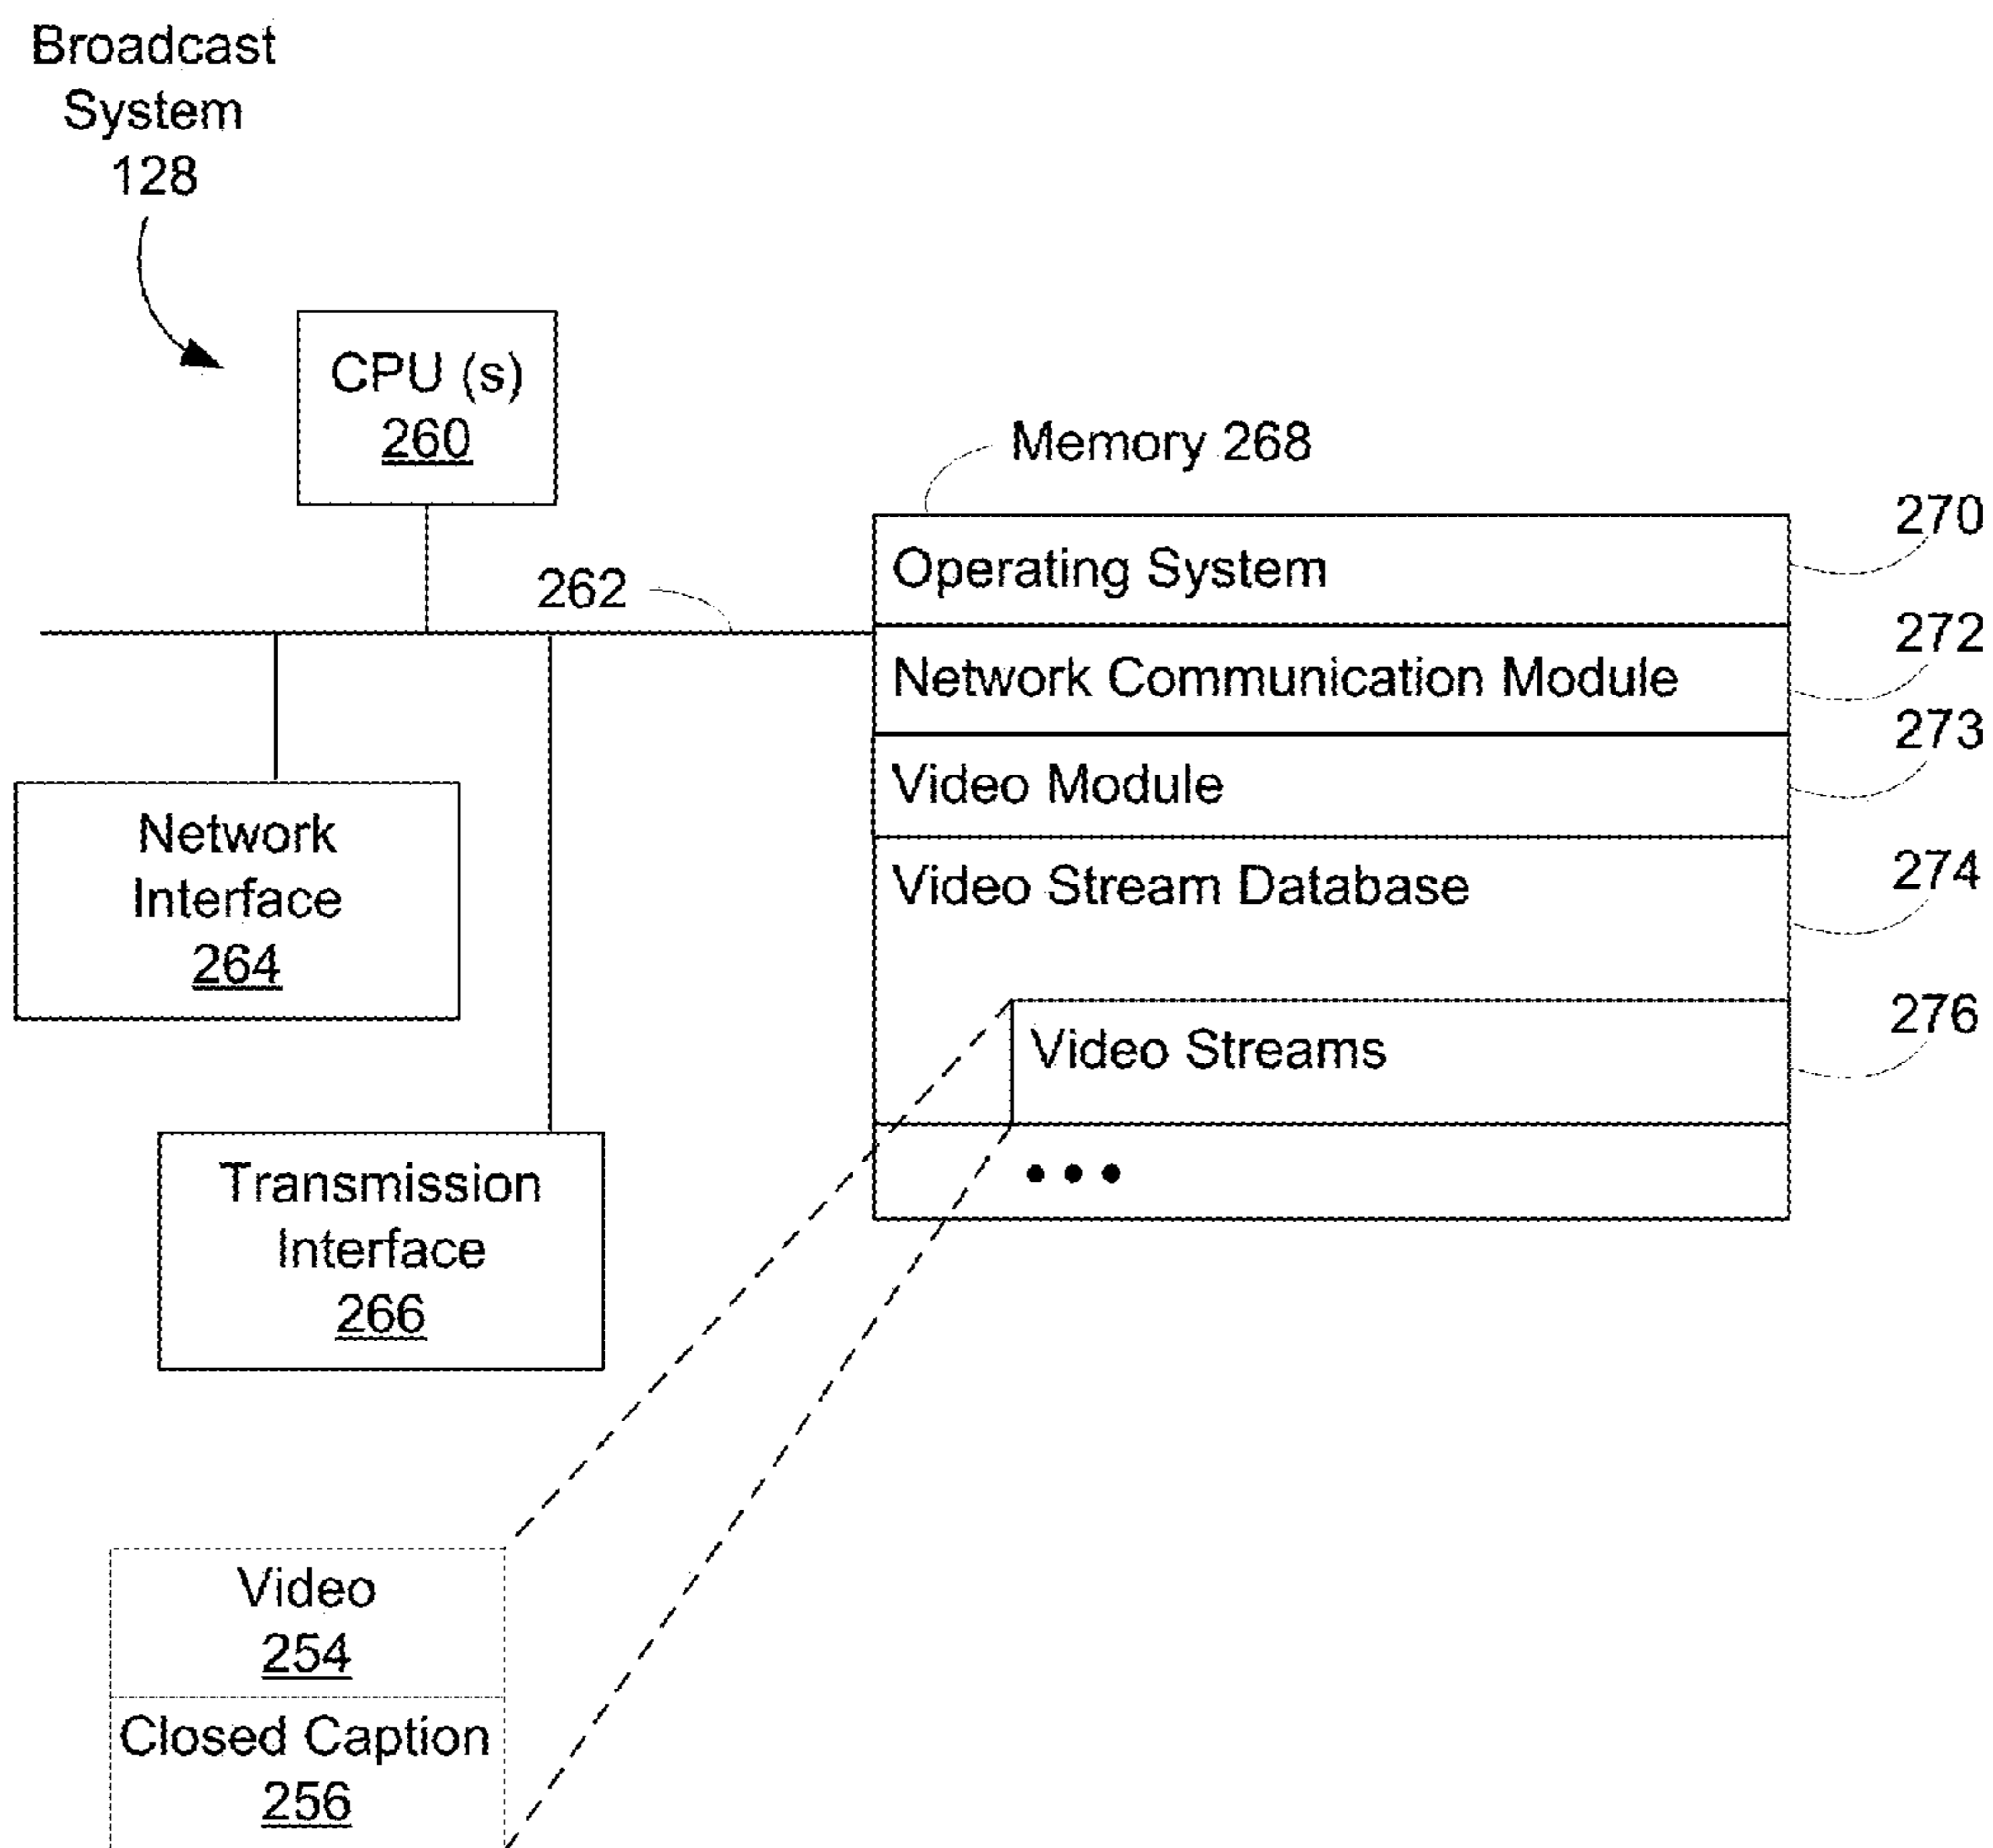 Broadcast
System
128
CPU (s)
260
Memory 268
262
Operating System
270
Network Communication Module
272
Video Module
273
Video Stream Database
274
Video Streams
276
•••
Network
Interface
264
Transmission
Interface
266
Video
254
Closed Caption
256